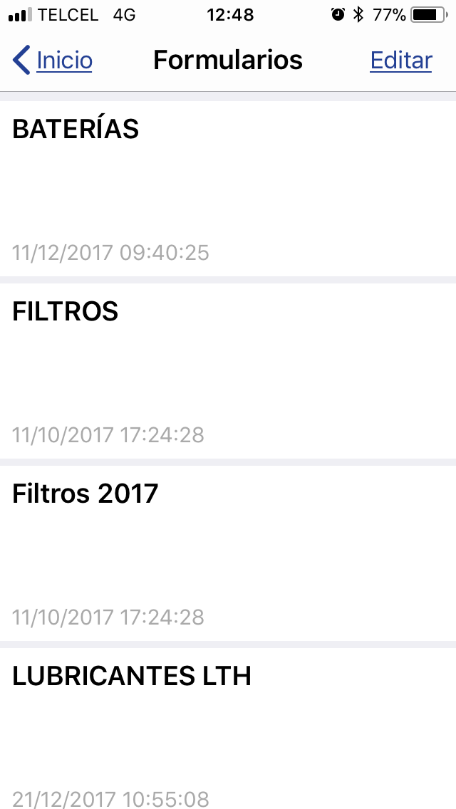 TELCEL 4G 12:48 77%
Inicio Formularios Editar
BATERÍAS
11/12/2017 09:40:25
FILTROS
11/10/2017 17:24:28
Filtros 2017
11/10/2017 17:24:28
LUBRICANTES LTH
21/12/2017 10:55:08